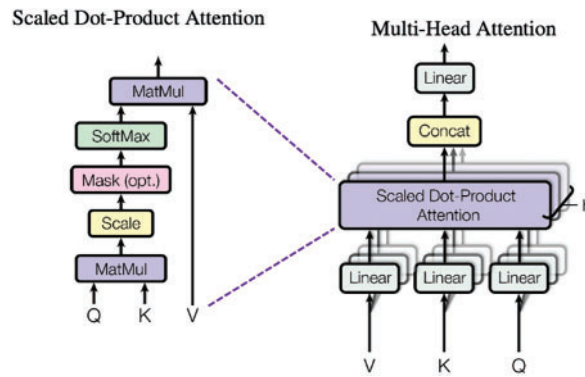 Scaled Dot-Product Attention
MatMul
SoftMax
Mask (opt.)
Scale
MatMul
Q K V
Multi-Head Attention
Linear
Concat
Scaled Dot-Product
Attention
Linear Linear Linear
V K Q